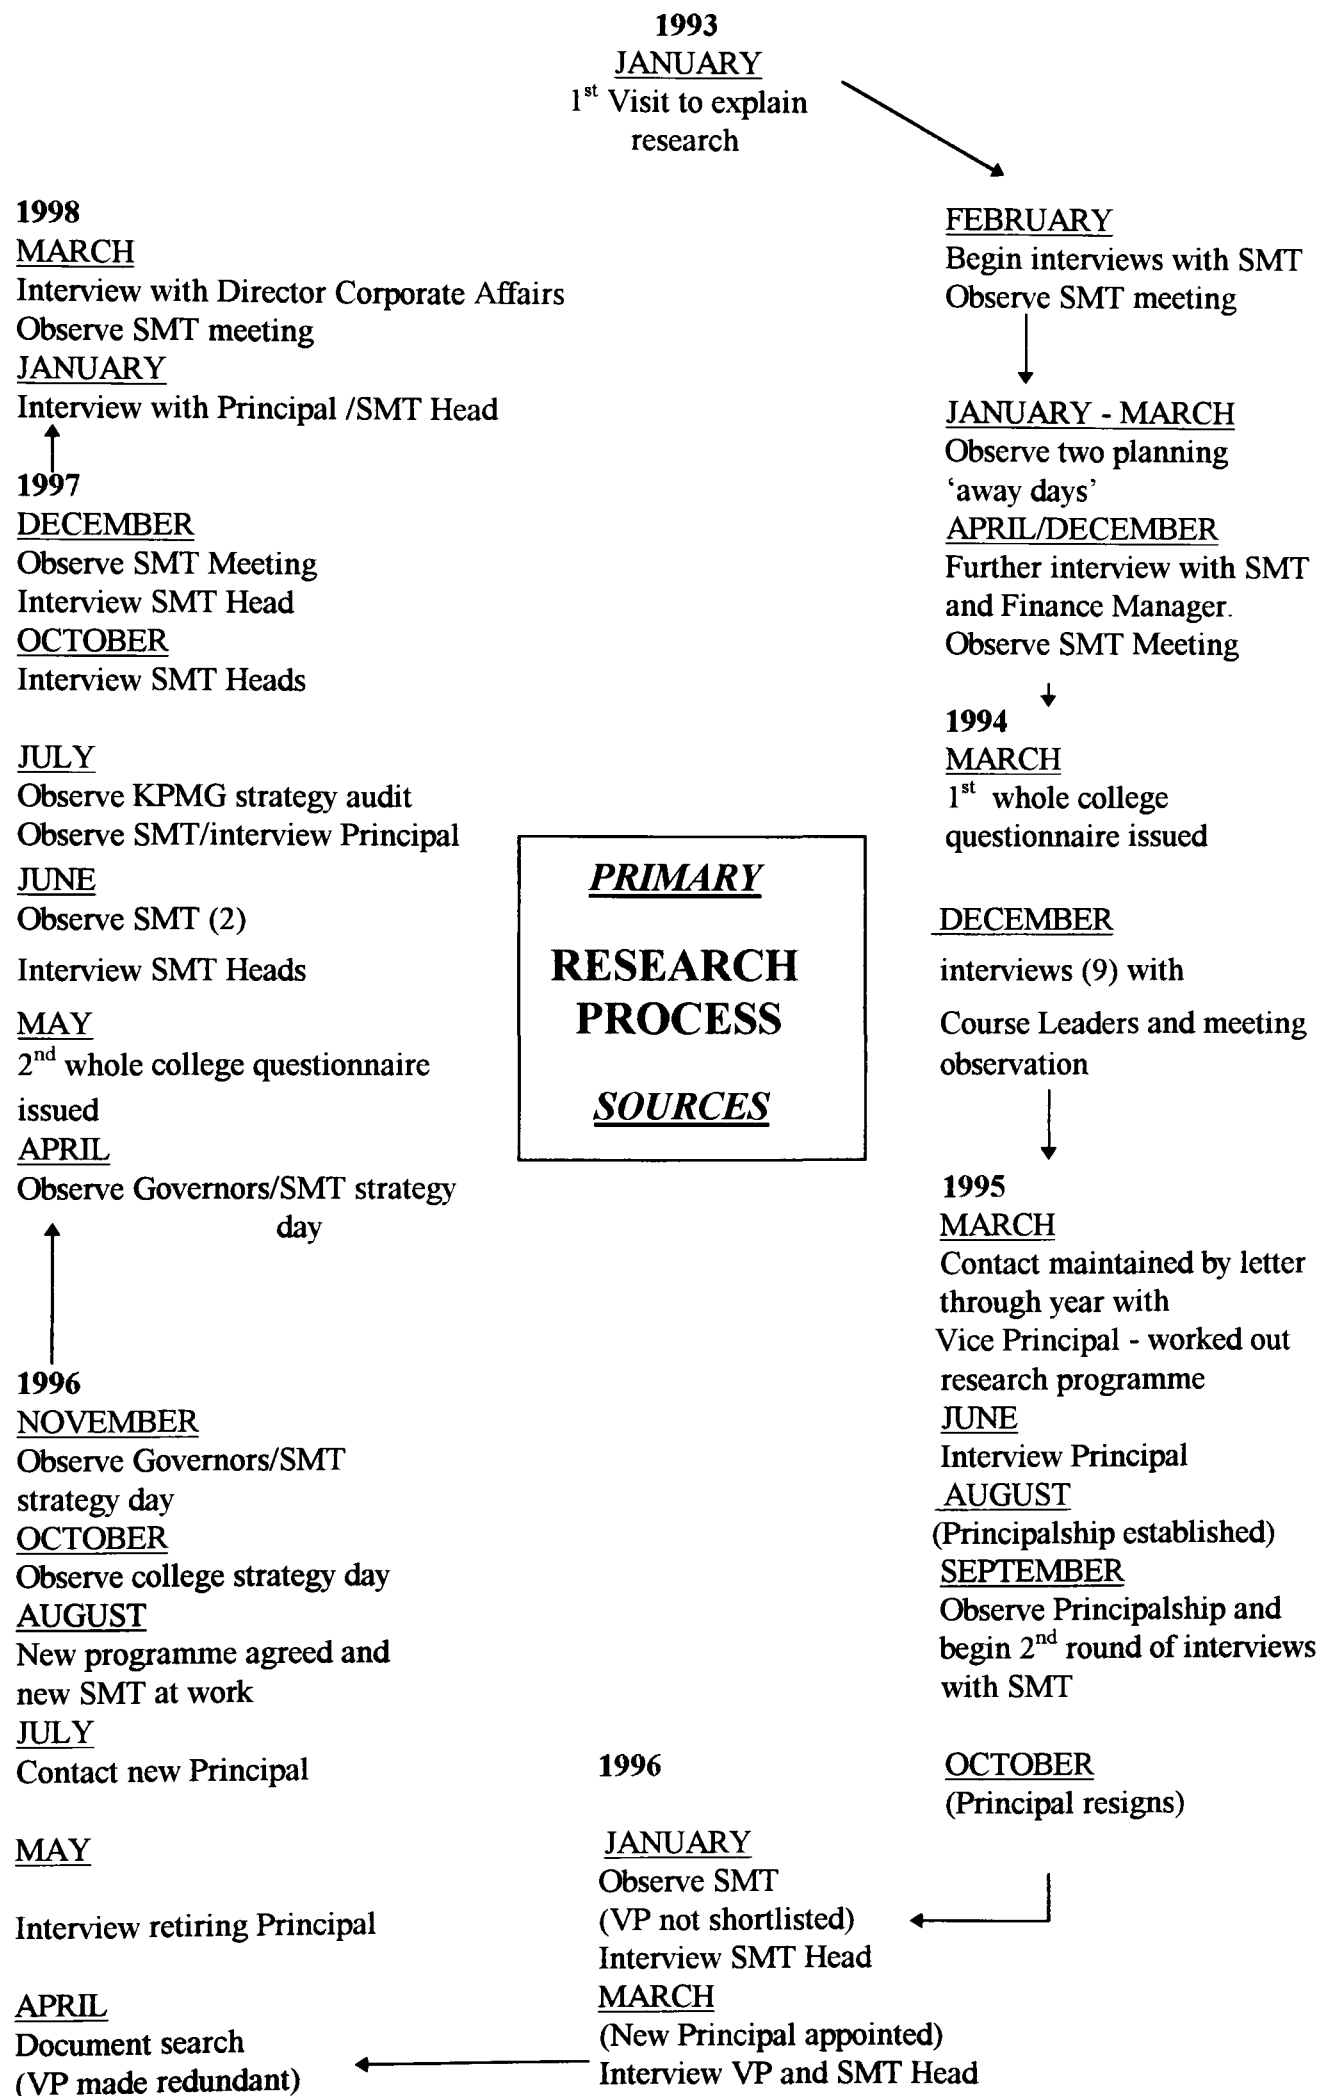 1993
JANUARY
1st Visit to explain
research
FEBRUARY
Begin interviews with SMT
Observe SMT meeting
JANUARY - MARCH
Observe two planning
‘away days’
APRIL/DECEMBER
Further interview with SMT
and Finance Manager.
Observe SMT Meeting
1994
MARCH
1st whole college
questionnaire issued
DECEMBER
interviews (9) with
Course Leaders and meeting
observation
1995
MARCH
Contact maintained by letter
through year with
Vice Principal - worked out
research programme
JUNE
Interview Principal
AUGUST
(Principalship established)
SEPTEMBER
Observe Principalship and
begin 2nd round of interviews
with SMT
OCTOBER
(Principal resigns)
1996
JANUARY
Observe SMT
(VP not shortlisted)
Interview SMT Head
MARCH
(New Principal appointed)
Interview VP and SMT Head
1998
MARCH
Interview with Director Corporate Affairs
Observe SMT meeting
JANUARY
Interview with Principal /SMT Head
1997
DECEMBER
Observe SMT Meeting
Interview SMT Head
OCTOBER
Interview SMT Heads
JULY
Observe KPMG strategy audit
Observe SMT/interview Principal
JUNE
Observe SMT (2)
Interview SMT Heads
MAY
2nd whole college questionnaire
issued
APRIL
Observe Governors/SMT strategy
day
1996
NOVEMBER
Observe Governors/SMT
strategy day
OCTOBER
Observe college strategy day
AUGUST
New programme agreed and
new SMT at work
JULY
Contact new Principal
MAY
Interview retiring Principal
APRIL
Document search
(VP made redundant)
PRIMARY
RESEARCH
PROCESS
SOURCES